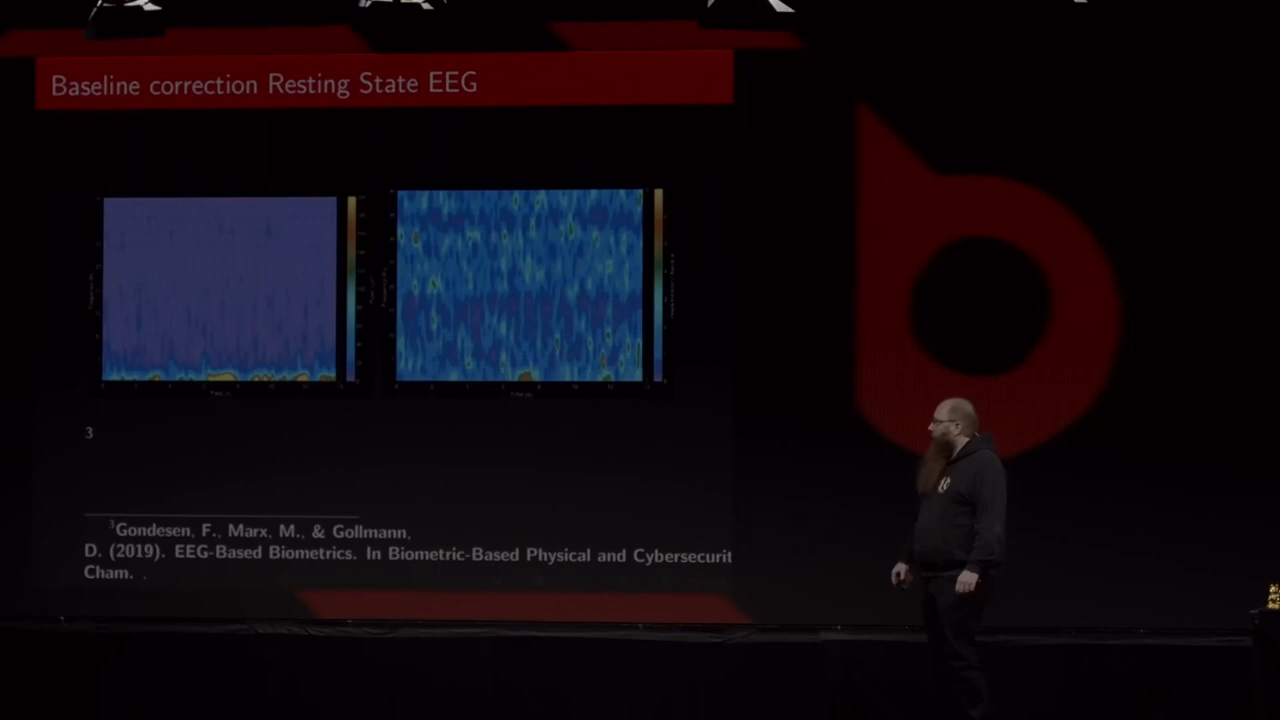 Baseline correction Resting State EEG
3
3Gondesen, F., Marx, M., & Gollmann,
D. (2019). EEG-Based Biometrics. In Biometric-Based Physical and Cybersecurit
Cham. .